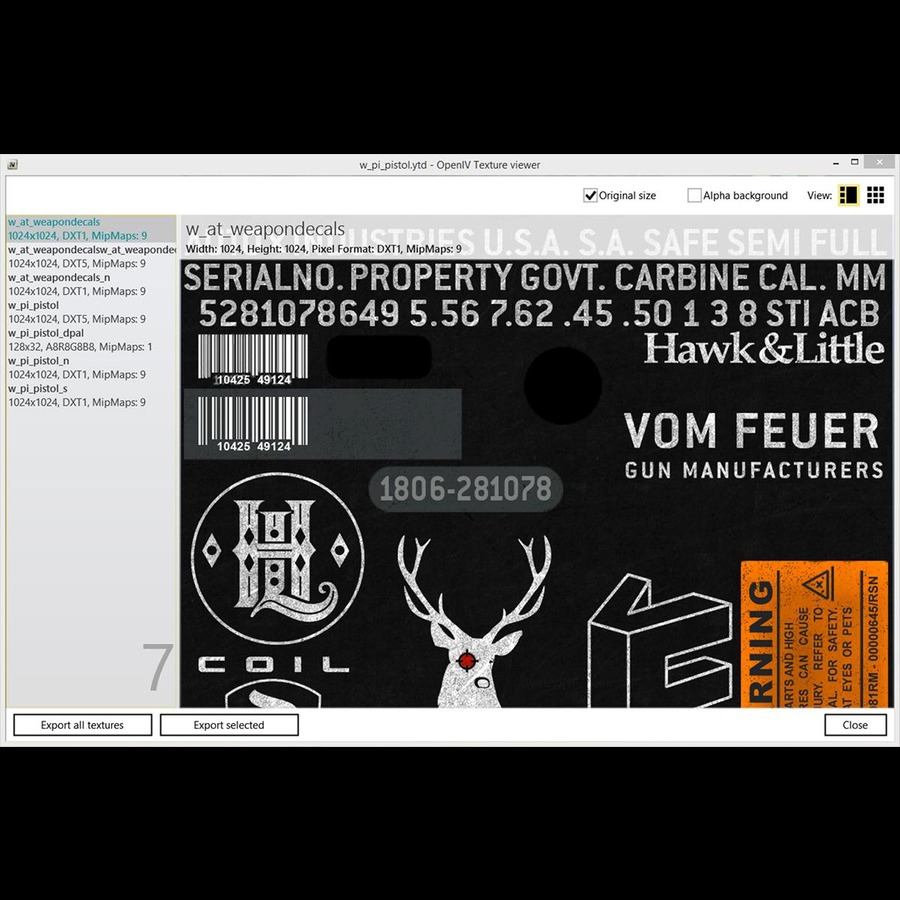 w_pi_pistol.ytd - OpenIV Texture viewer
Original size
Alpha background
View:
w_at_weapondecals
1024x1024, DXT1, MipMaps: 9
w_at_weapondecalsw_at_weaponde
1024x1024, DXT5, MipMaps: 9
w_at_weapondecals_n
1024x1024, DXT1, MipMaps: 9
w_pi_pistol
1024x1024, DXT5, MipMaps: 9
w_pi_pistol_dpal
128x32, A8R8G8B8, MipMaps: 1
w_pi_pistol_n
1024x1024, DXT1, MipMaps: 9
w_pi_pistol_s
1024x1024, DXT1, MipMaps: 9
7
w_at_weapondecals
Width: 1024, Height: 1024, Pixel Format: DXT1, MipMaps: 9
INDUSTRIES U.S.A. S.A. SAFE SEMI FULL
SERIALNO. PROPERTY GOVT. CARBINE CAL. MM
5281078649 5.56 7.62 .45 .50 1 3 8 STI ACB
Hawk&Little
10425 49124
10425 49124
VOM FEUER
GUN MANUFACTURERS
1806-281078
HL
COIL
RNING
ARTS AND HIGH
RES CAN CAUSE
URY. REFER TO
AL. FOR SAFETY.
AT EYES OR PETS
81RM - 00000645/RSN
Export all textures
Export selected
Close